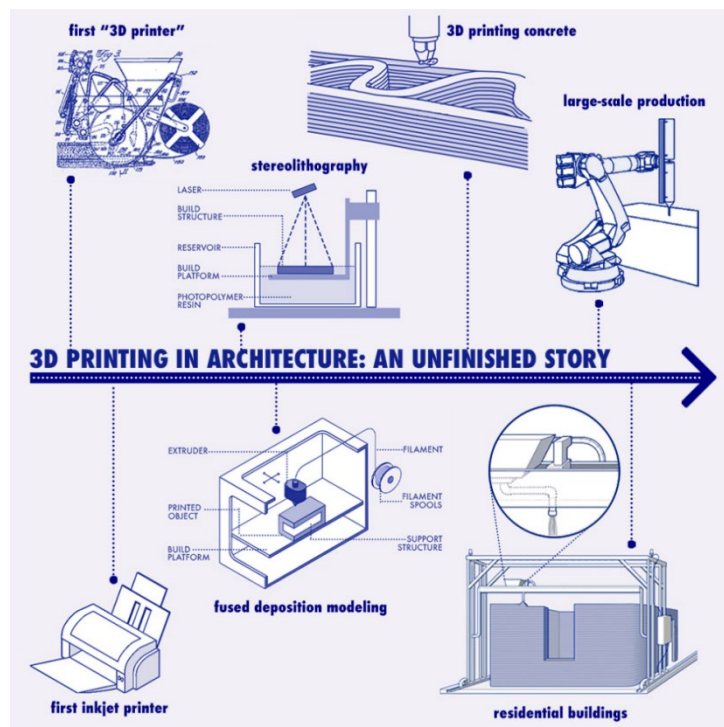 first “3D printer”
3D printing concrete
large-scale production
stereolithography
LASER
BUILD
STRUCTURE
RESERVOIR
BUILD
PLATFORM
PHOTOPOLYMER
RESIN
3D PRINTING IN ARCHITECTURE: AN UNFINISHED STORY
EXTRUDER
FILAMENT
FILAMENT
SPOOLS
PRINTED
OBJECT
SUPPORT
STRUCTURE
BUILD
PLATFORM
fused deposition modeling
first inkjet printer
residential buildings